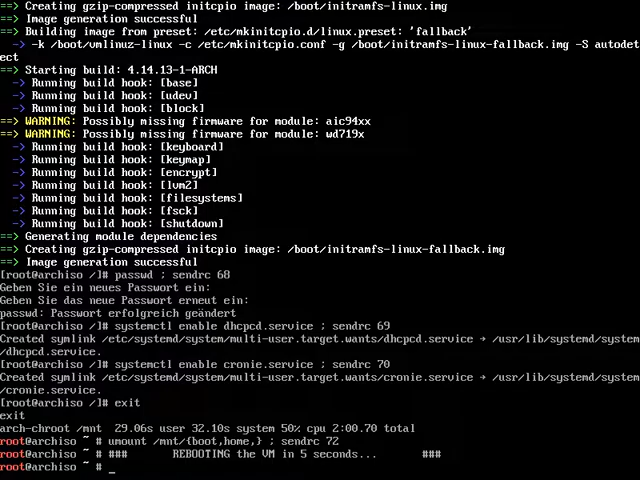 ==> Creating gzip-compressed initcpio image: /boot/initramfs-linux.img
==> Image generation successful
==> Building image from preset: /etc/mkinitcpio.d/linux.preset: 'fallback'
  -> -k /boot/vmlinuz-linux -c /etc/mkinitcpio.conf -g /boot/initramfs-linux-fallback.img -S autodet
ect
==> Starting build: 4.14.13-1-ARCH
  -> Running build hook: [base]
  -> Running build hook: [udev]
  -> Running build hook: [block]
==> WARNING: Possibly missing firmware for module: aic94xx
==> WARNING: Possibly missing firmware for module: wd719x
  -> Running build hook: [keyboard]
  -> Running build hook: [keymap]
  -> Running build hook: [encrypt]
  -> Running build hook: [lvm2]
  -> Running build hook: [filesystems]
  -> Running build hook: [fsck]
  -> Running build hook: [shutdown]
==> Generating module dependencies
==> Creating gzip-compressed initcpio image: /boot/initramfs-linux-fallback.img
==> Image generation successful
[root@archiso /]# passwd ; sendrc 68
Geben Sie ein neues Passwort ein:
Geben Sie das neue Passwort erneut ein:
passwd: Passwort erfolgreich geändert
[root@archiso /]# systemctl enable dhcpcd.service ; sendrc 69
Created symlink /etc/systemd/system/multi-user.target.wants/dhcpcd.service → /usr/lib/systemd/system
/dhcpcd.service.
[root@archiso /]# systemctl enable cronie.service ; sendrc 70
Created symlink /etc/systemd/system/multi-user.target.wants/cronie.service → /usr/lib/systemd/system
/cronie.service.
[root@archiso /]# exit
exit
arch-chroot /mnt  29.06s user 32.10s system 50% cpu 2:00.70 total
root@archiso ~ # umount /mnt/{boot,home,} ; sendrc 72
root@archiso ~ # ###       REBOOTING the VM in 5 seconds...       ###
root@archiso ~ # _